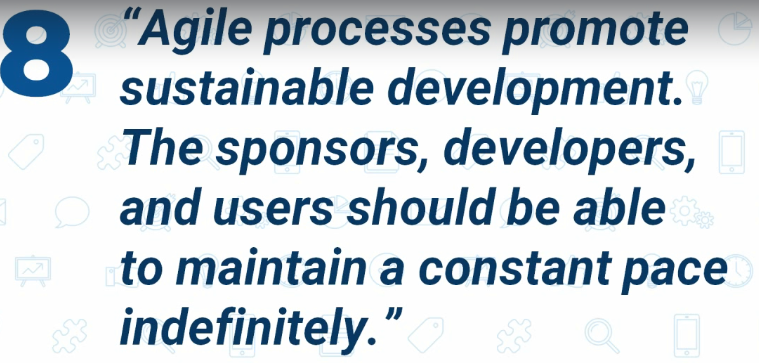 8
“Agile processes promote
sustainable development.
The sponsors, developers,
and users should be able
to maintain a constant pace
indefinitely.”